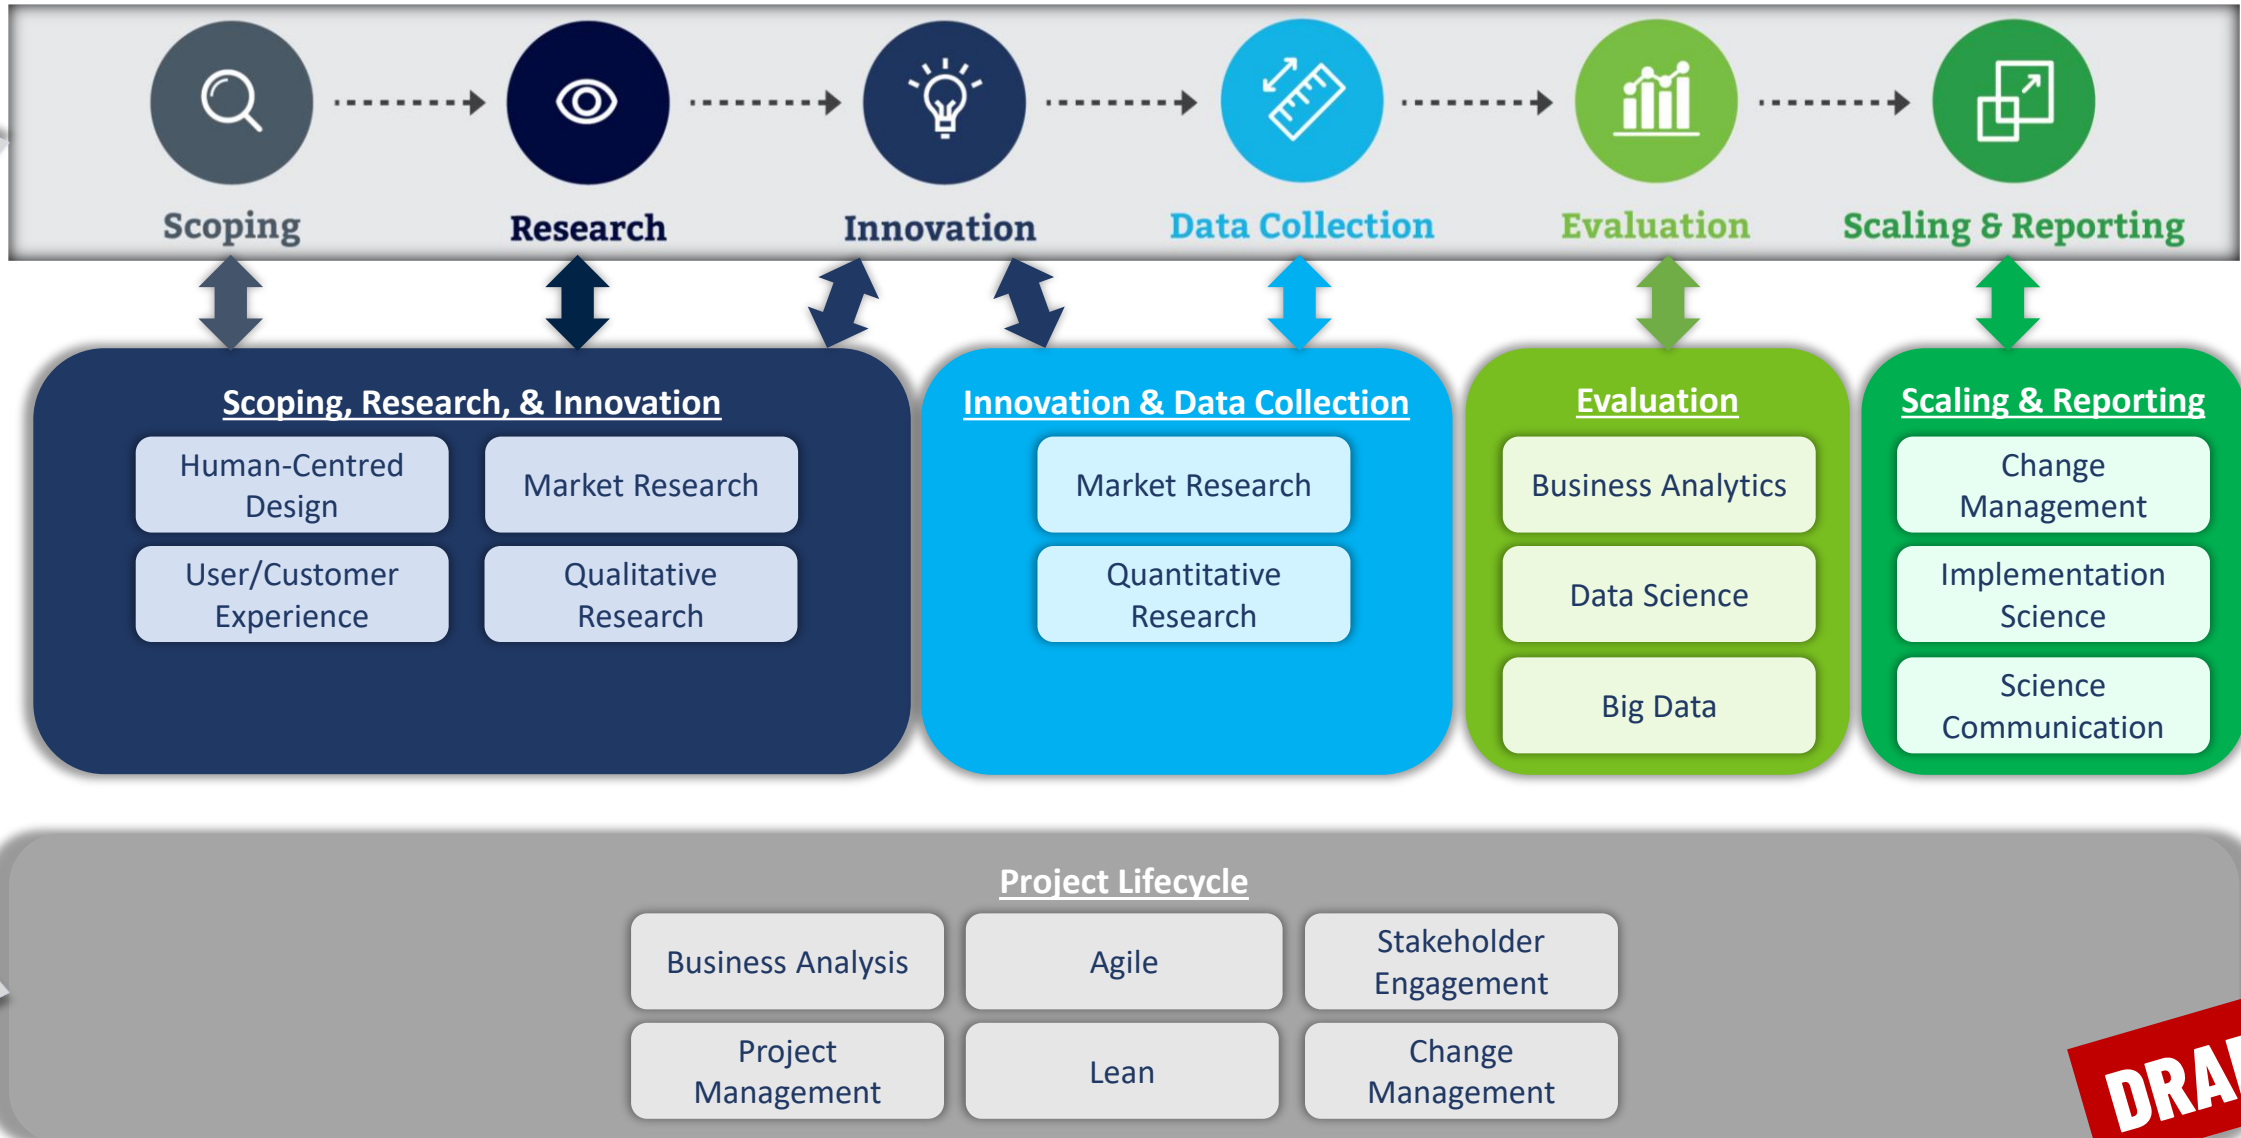 Scoping
Research
Innovation
Data Collection
Evaluation
Scaling & Reporting
Scoping, Research, & Innovation
Human-Centred
Design
Market Research
User/Customer
Experience
Qualitative
Research
Innovation & Data Collection
Market Research
Quantitative
Research
Evaluation
Business Analytics
Data Science
Big Data
Scaling & Reporting
Change
Management
Implementation
Science
Science
Communication
Project Lifecycle
Business Analysis
Agile
Stakeholder
Engagement
Project
Management
Lean
Change
Management